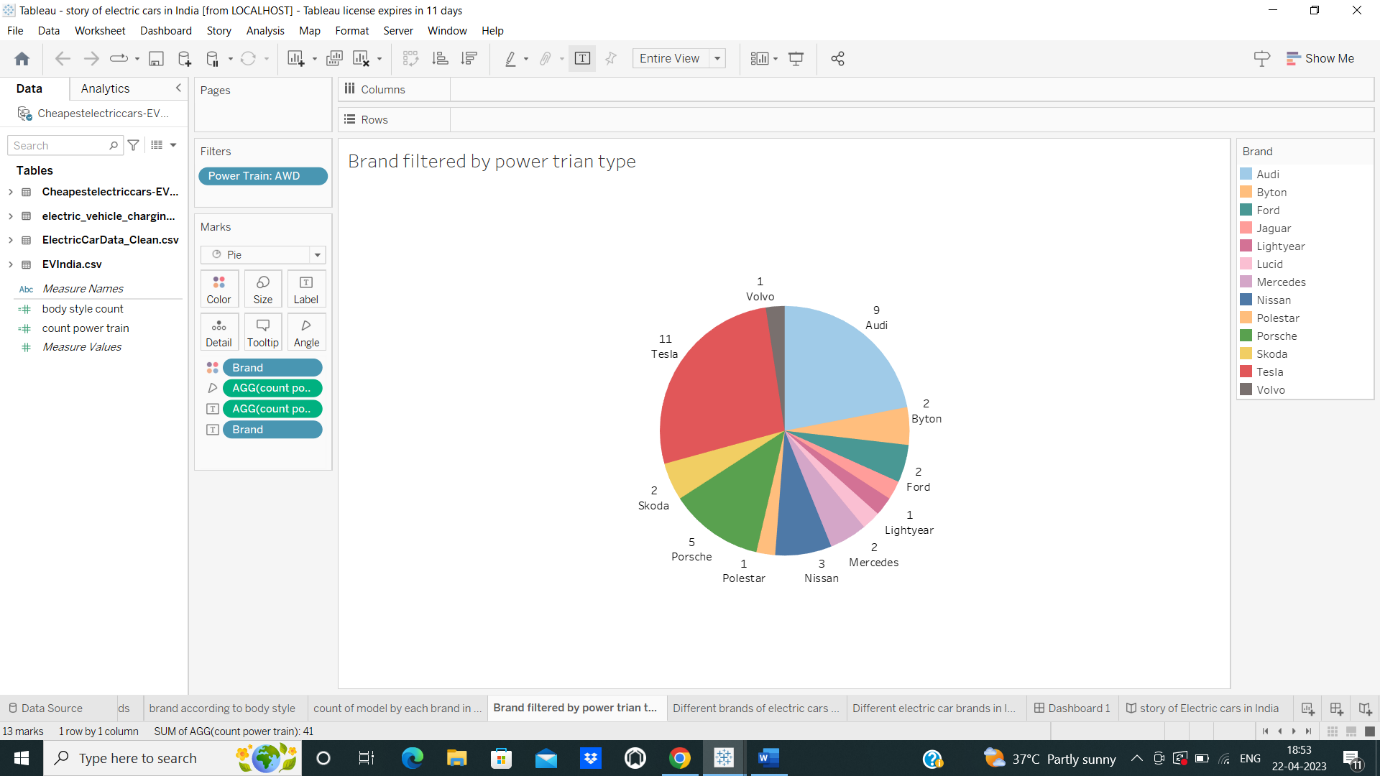 Tableau - story of electric cars in India [from LOCALHOST] - Tableau license expires in 11 days
File Data Worksheet Dashboard Story Analysis Map Format Server Window Help
Entire View
Show Me
Data Analytics
Cheapestelectriccars-EV...
Search
Tables
Cheapestelectriccars-EV...
electric_vehicle_chargin...
ElectricCarData_Clean.csv
EVIndia.csv
Abc Measure Names
body style count
count power train
Measure Values
Pages
Filters
Power Train: AWD
Marks
Pie
Color Size Label
Detail Tooltip Angle
Brand
AGG(count po..
AGG(count po..
Brand
Columns
Rows
Brand filtered by power trian type
1
Volvo
9
Audi
11
Tesla
2
Byton
2
Ford
2
Skoda
1
Lightyear
5
Porsche
2
Mercedes
1
Polestar
3
Nissan
Brand
Audi
Byton
Ford
Jaguar
Lightyear
Lucid
Mercedes
Nissan
Polestar
Porsche
Skoda
Tesla
Volvo
Data Source ds brand according to body style count of model by each brand in ... Brand filtered by power train t... Different brands of electric cars ... Different electric car brands in I... Dashboard 1 story of Electric cars in India
13 marks 1 row by 1 column SUM of AGG(count power train): 41
Type here to search
37°C Partly sunny
ENG
18:53
22-04-2023
11